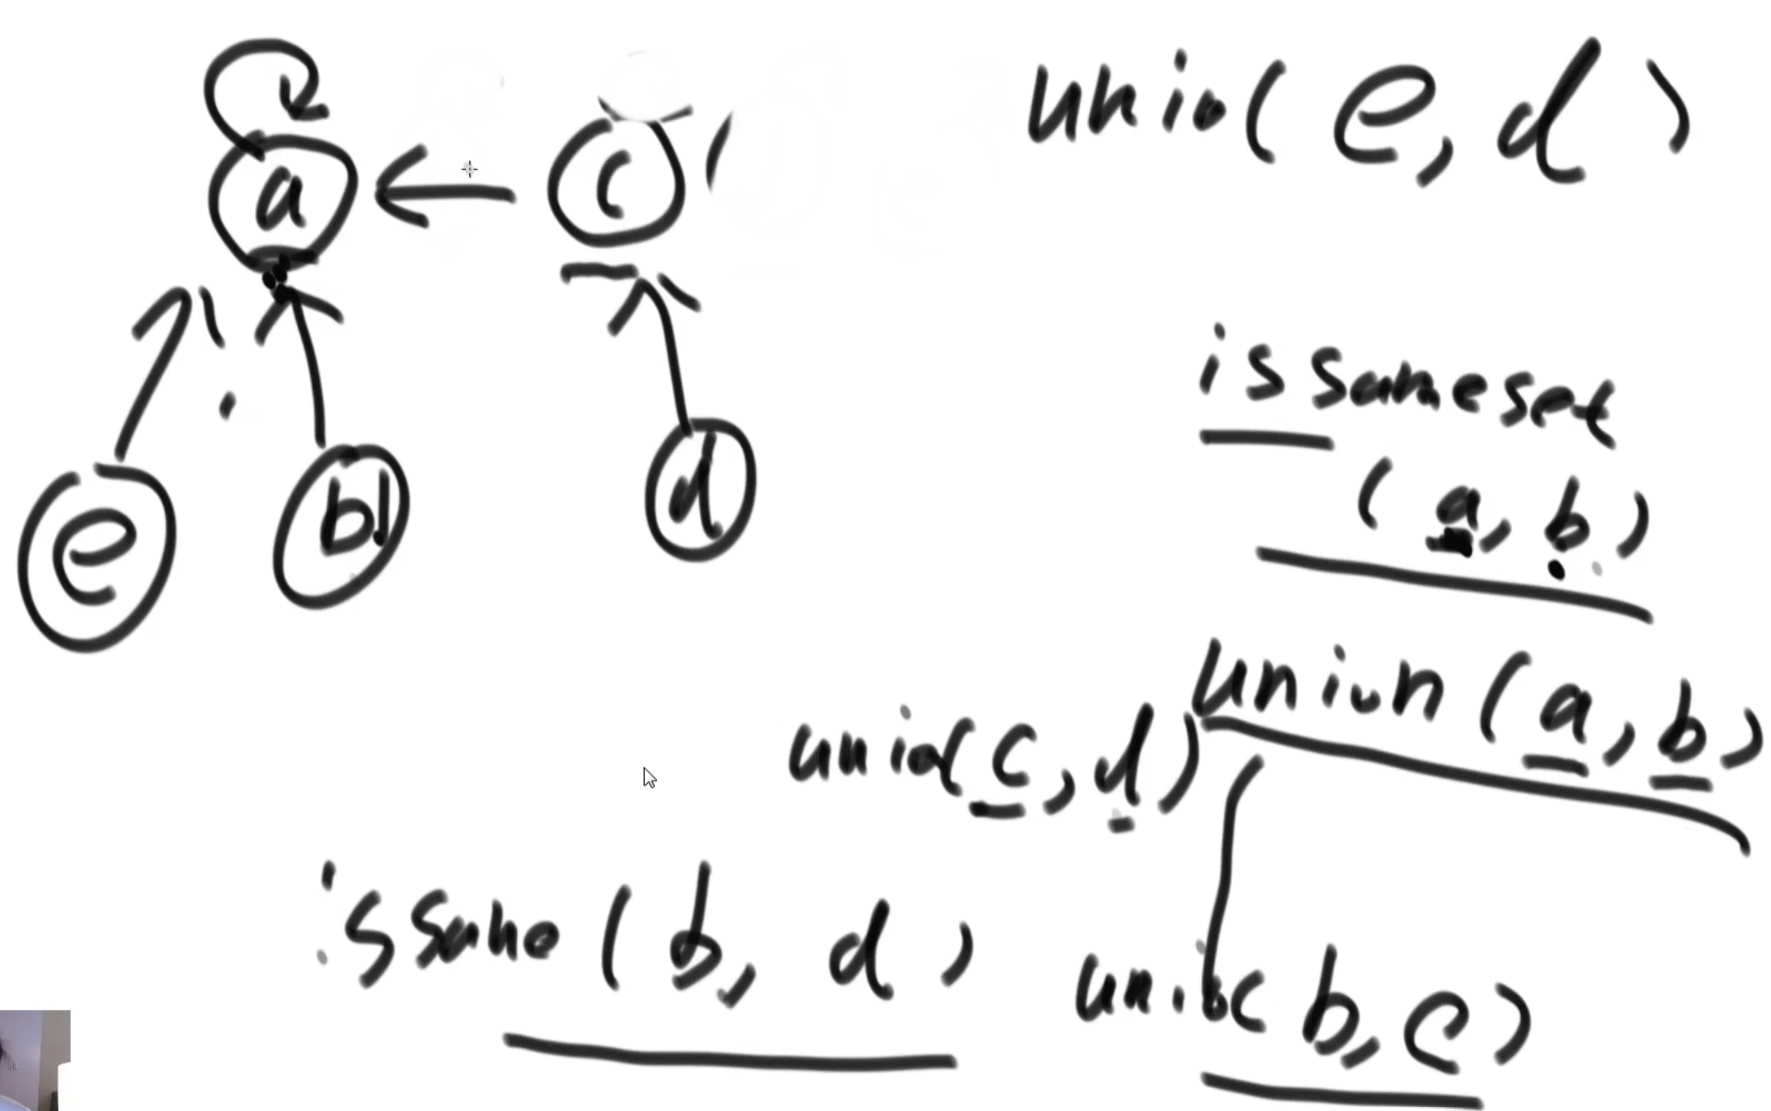 a
c
unio( e, d )
issameset
( a, b )
e
b
d
union ( a, b )
unio( c, d )
issame ( b, d )
unio( b, e )